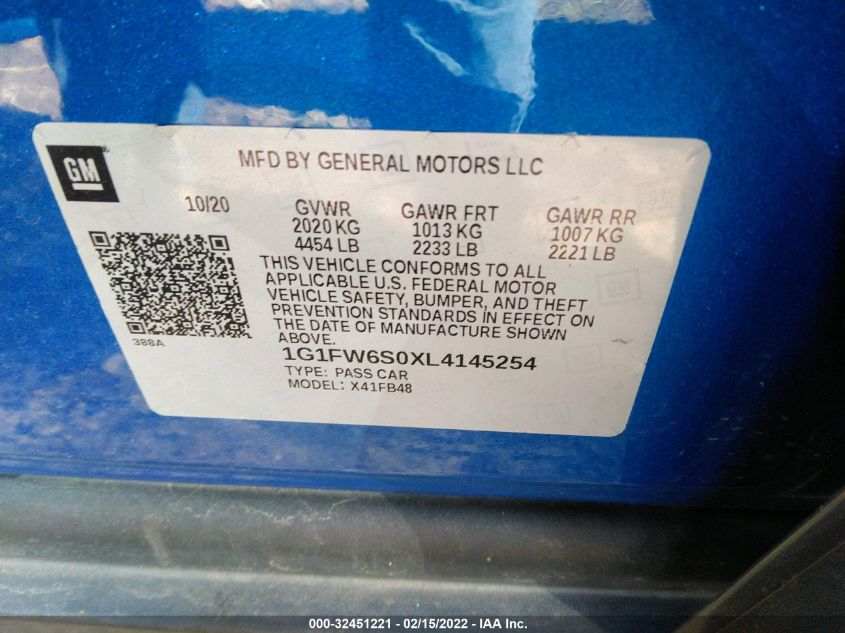 GM
MFD BY GENERAL MOTORS LLC
10/20 GVWR GAWR FRT GAWR RR
2020 KG 1013 KG 1007 KG
4454 LB 2233 LB 2221 LB
THIS VEHICLE CONFORMS TO ALL
APPLICABLE U.S. FEDERAL MOTOR
VEHICLE SAFETY, BUMPER, AND THEFT
PREVENTION STANDARDS IN EFFECT ON
THE DATE OF MANUFACTURE SHOWN
ABOVE.
388A
1G1FW6S0XL4145254
TYPE: PASS CAR
MODEL: X41FB48
000-32451221 - 02/15/2022 - IAA Inc.